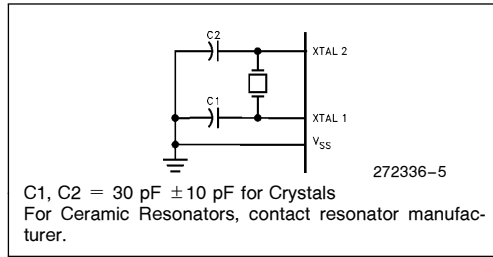 C2
XTAL 2
C1
XTAL 1
VSS
272336–5
C1, C2 = 30 pF ±10 pF for Crystals
For Ceramic Resonators, contact resonator manufac-
turer.